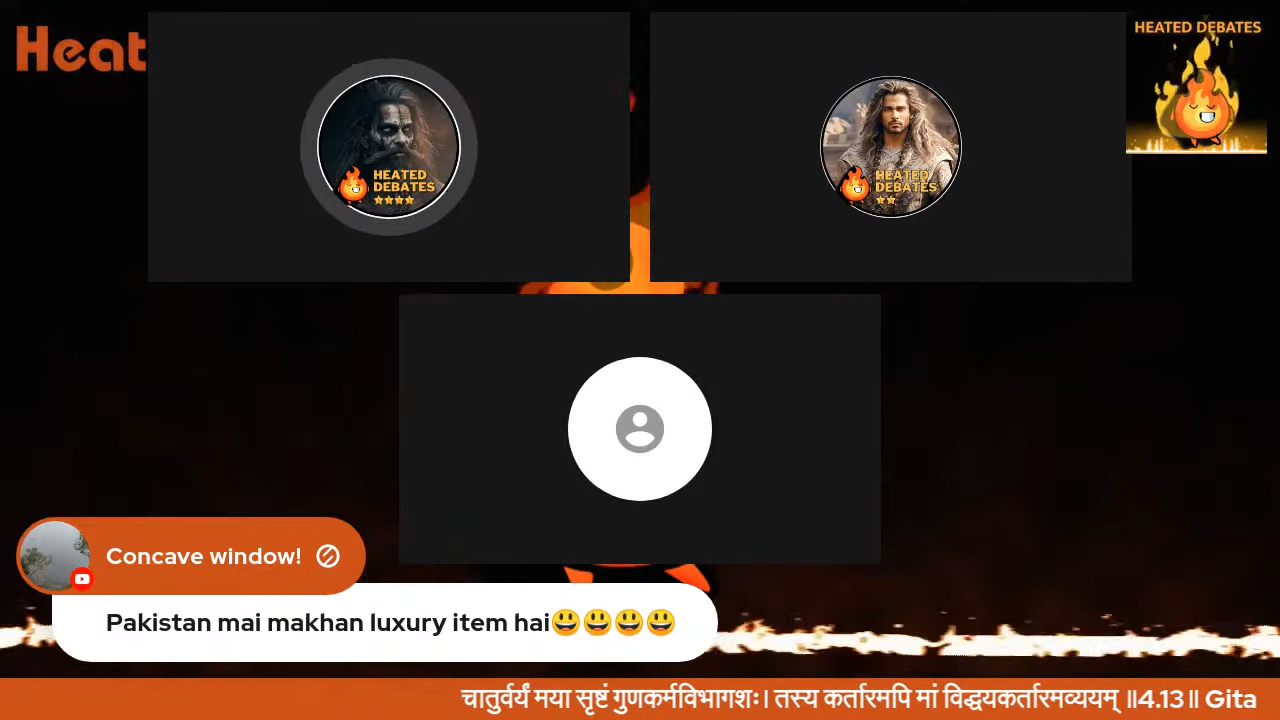 Heat
HEATED DEBATES
HEATED
DEBATES
HEATED
DEBATES
Concave window!
Pakistan mai makhan luxury item hai😃😃😃😃
चातुर्वर्यं मया सृष्टं गुणकर्मविभागशः। तस्य कर्तारमपि मां विद्धयकर्तारमव्ययम् ॥4.13॥ Gita